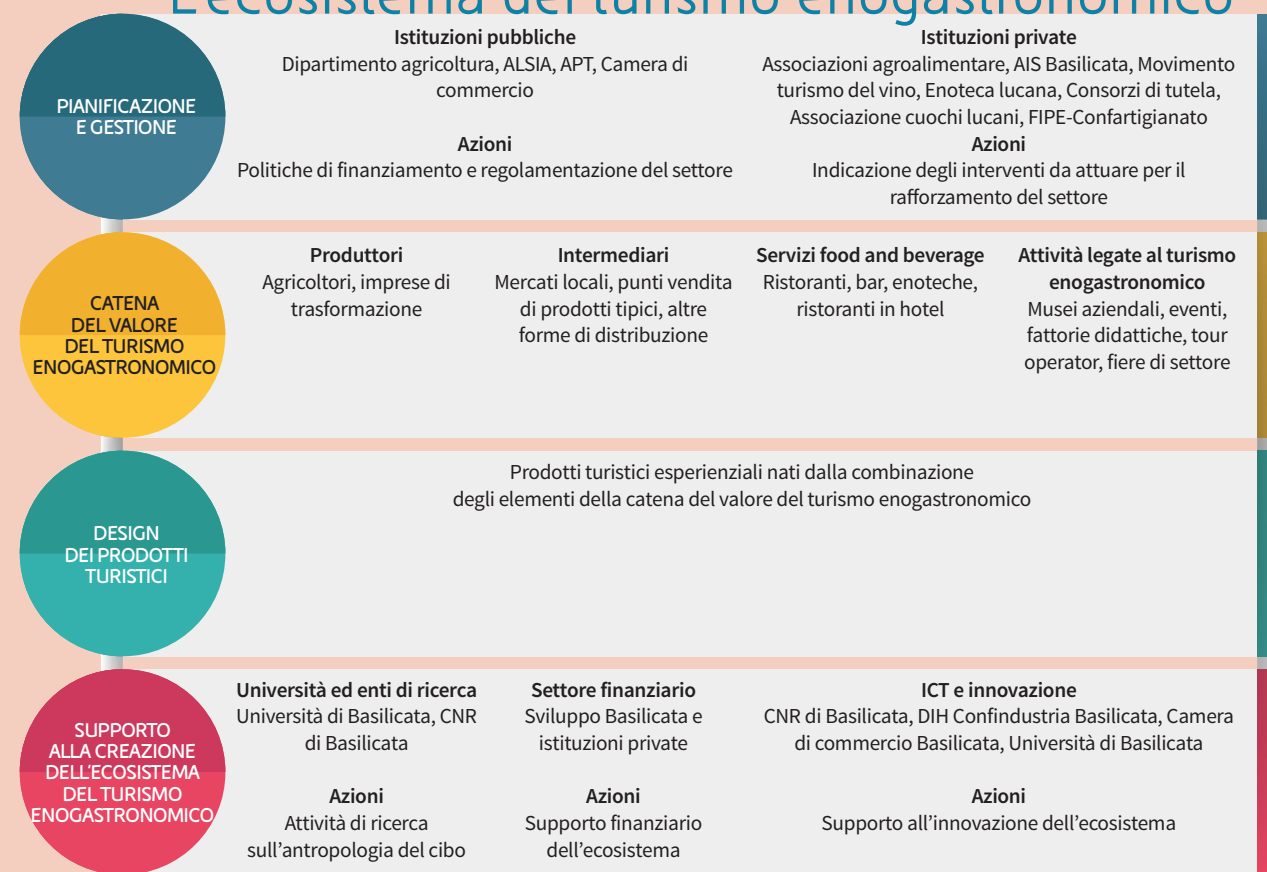 L'ecosistema del turismo enogastronomico
PIANIFICAZIONE
E GESTIONE
Istituzioni pubbliche
Dipartimento agricoltura, ALSIA, APT, Camera di
commercio
Azioni
Politiche di finanziamento e regolamentazione del settore
Istituzioni private
Associazioni agroalimentare, AIS Basilicata, Movimento
turismo del vino, Enoteca lucana, Consorzi di tutela,
Associazione cuochi lucani, FIPE-Confartigianato
Azioni
Indicazione degli interventi da attuare per il
rafforzamento del settore
CATENA
DEL VALORE
DEL TURISMO
ENOGASTRONOMICO
Produttori
Agricoltori, imprese di
trasformazione
Intermediari
Mercati locali, punti vendita
di prodotti tipici, altre
forme di distribuzione
Servizi food and beverage
Ristoranti, bar, enoteche,
ristoranti in hotel
Attività legate al turismo
enogastronomico
Musei aziendali, eventi,
fattorie didattiche, tour
operator, fiere di settore
DESIGN
DEI PRODOTTI
TURISTICI
Prodotti turistici esperienziali nati dalla combinazione
degli elementi della catena del valore del turismo enogastronomico
SUPPORTO
ALLA CREAZIONE
DELL'ECOSISTEMA
DEL TURISMO
ENOGASTRONOMICO
Università ed enti di ricerca
Università di Basilicata, CNR
di Basilicata
Azioni
Attività di ricerca
sull'antropologia del cibo
Settore finanziario
Sviluppo Basilicata e
istituzioni private
Azioni
Supporto finanziario
dell'ecosistema
ICT e innovazione
CNR di Basilicata, DIH Confindustria Basilicata, Camera
di commercio Basilicata, Università di Basilicata
Azioni
Supporto all'innovazione dell'ecosistema